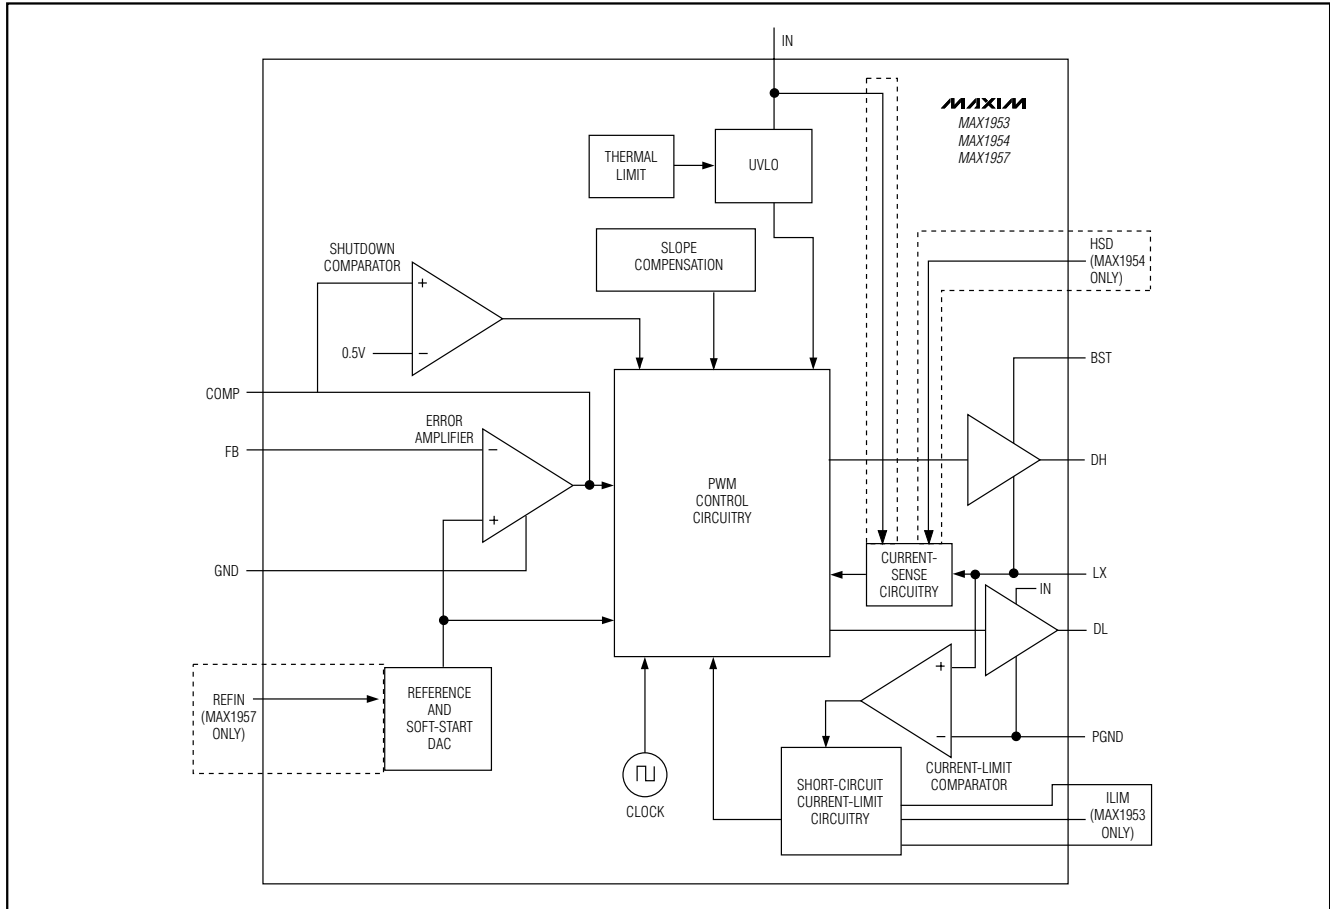 IN
MAXIM
MAX1953
MAX1954
MAX1957
THERMAL
LIMIT
UVLO
SHUTDOWN
COMPARATOR
SLOPE
COMPENSATION
HSD
(MAX1954
ONLY)
+
0.5V
−
BST
COMP
ERROR
AMPLIFIER
FB
−
DH
PWM
CONTROL
CIRCUITRY
+
GND
CURRENT-
SENSE
CIRCUITRY
LX
IN
DL
REFIN
(MAX1957
ONLY)
REFERENCE
AND
SOFT-START
DAC
+
−
PGND
CURRENT-LIMIT
COMPARATOR
CLOCK
SHORT-CIRCUIT
CURRENT-LIMIT
CIRCUITRY
ILIM
(MAX1953
ONLY)